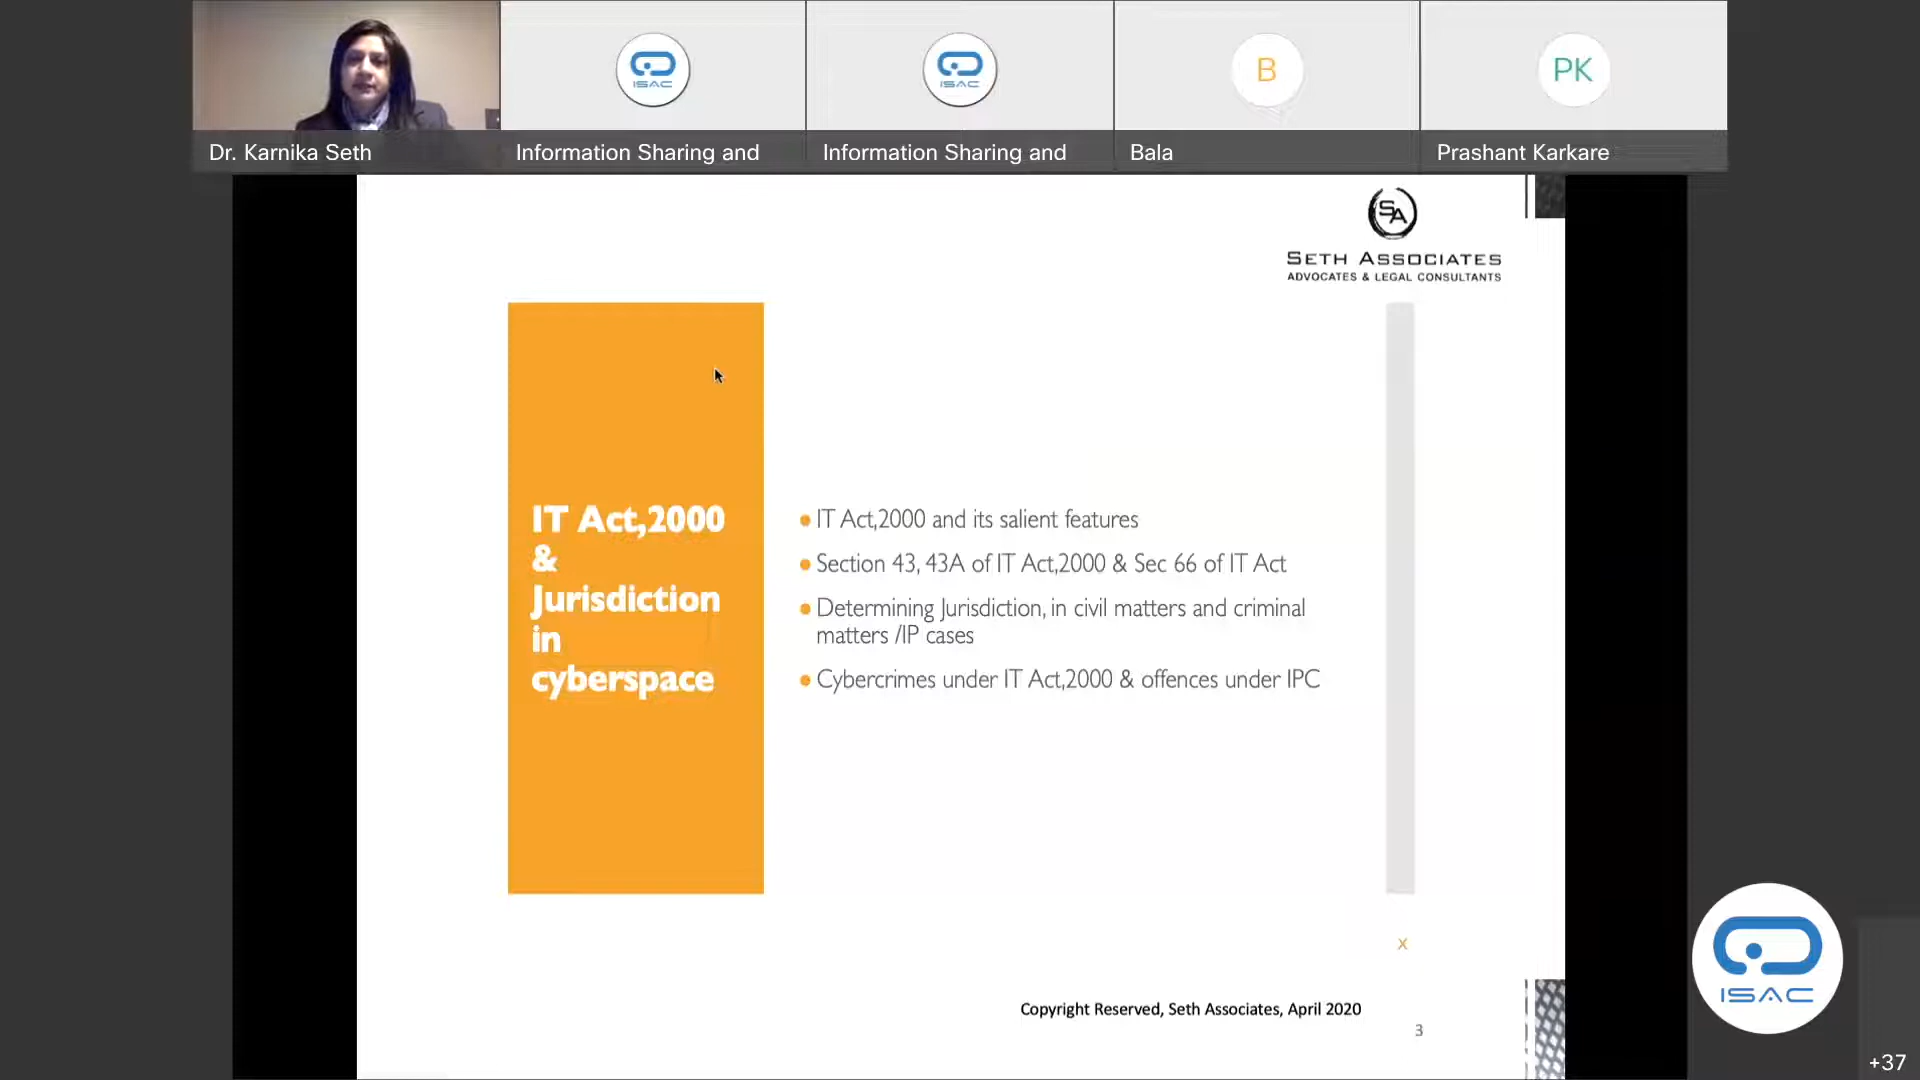 ISAC
ISAC
B
PK
Dr. Karnika Seth
Information Sharing and
Information Sharing and
Bala
Prashant Karkare
SA
SETH ASSOCIATES
ADVOCATES & LEGAL CONSULTANTS
IT Act,2000
&
Jurisdiction
in
cyberspace
• IT Act,2000 and its salient features
• Section 43, 43A of IT Act,2000 & Sec 66 of IT Act
• Determining Jurisdiction, in civil matters and criminal
matters /IP cases
• Cybercrimes under IT Act,2000 & offences under IPC
x
Copyright Reserved, Seth Associates, April 2020
3
ISAC
+37